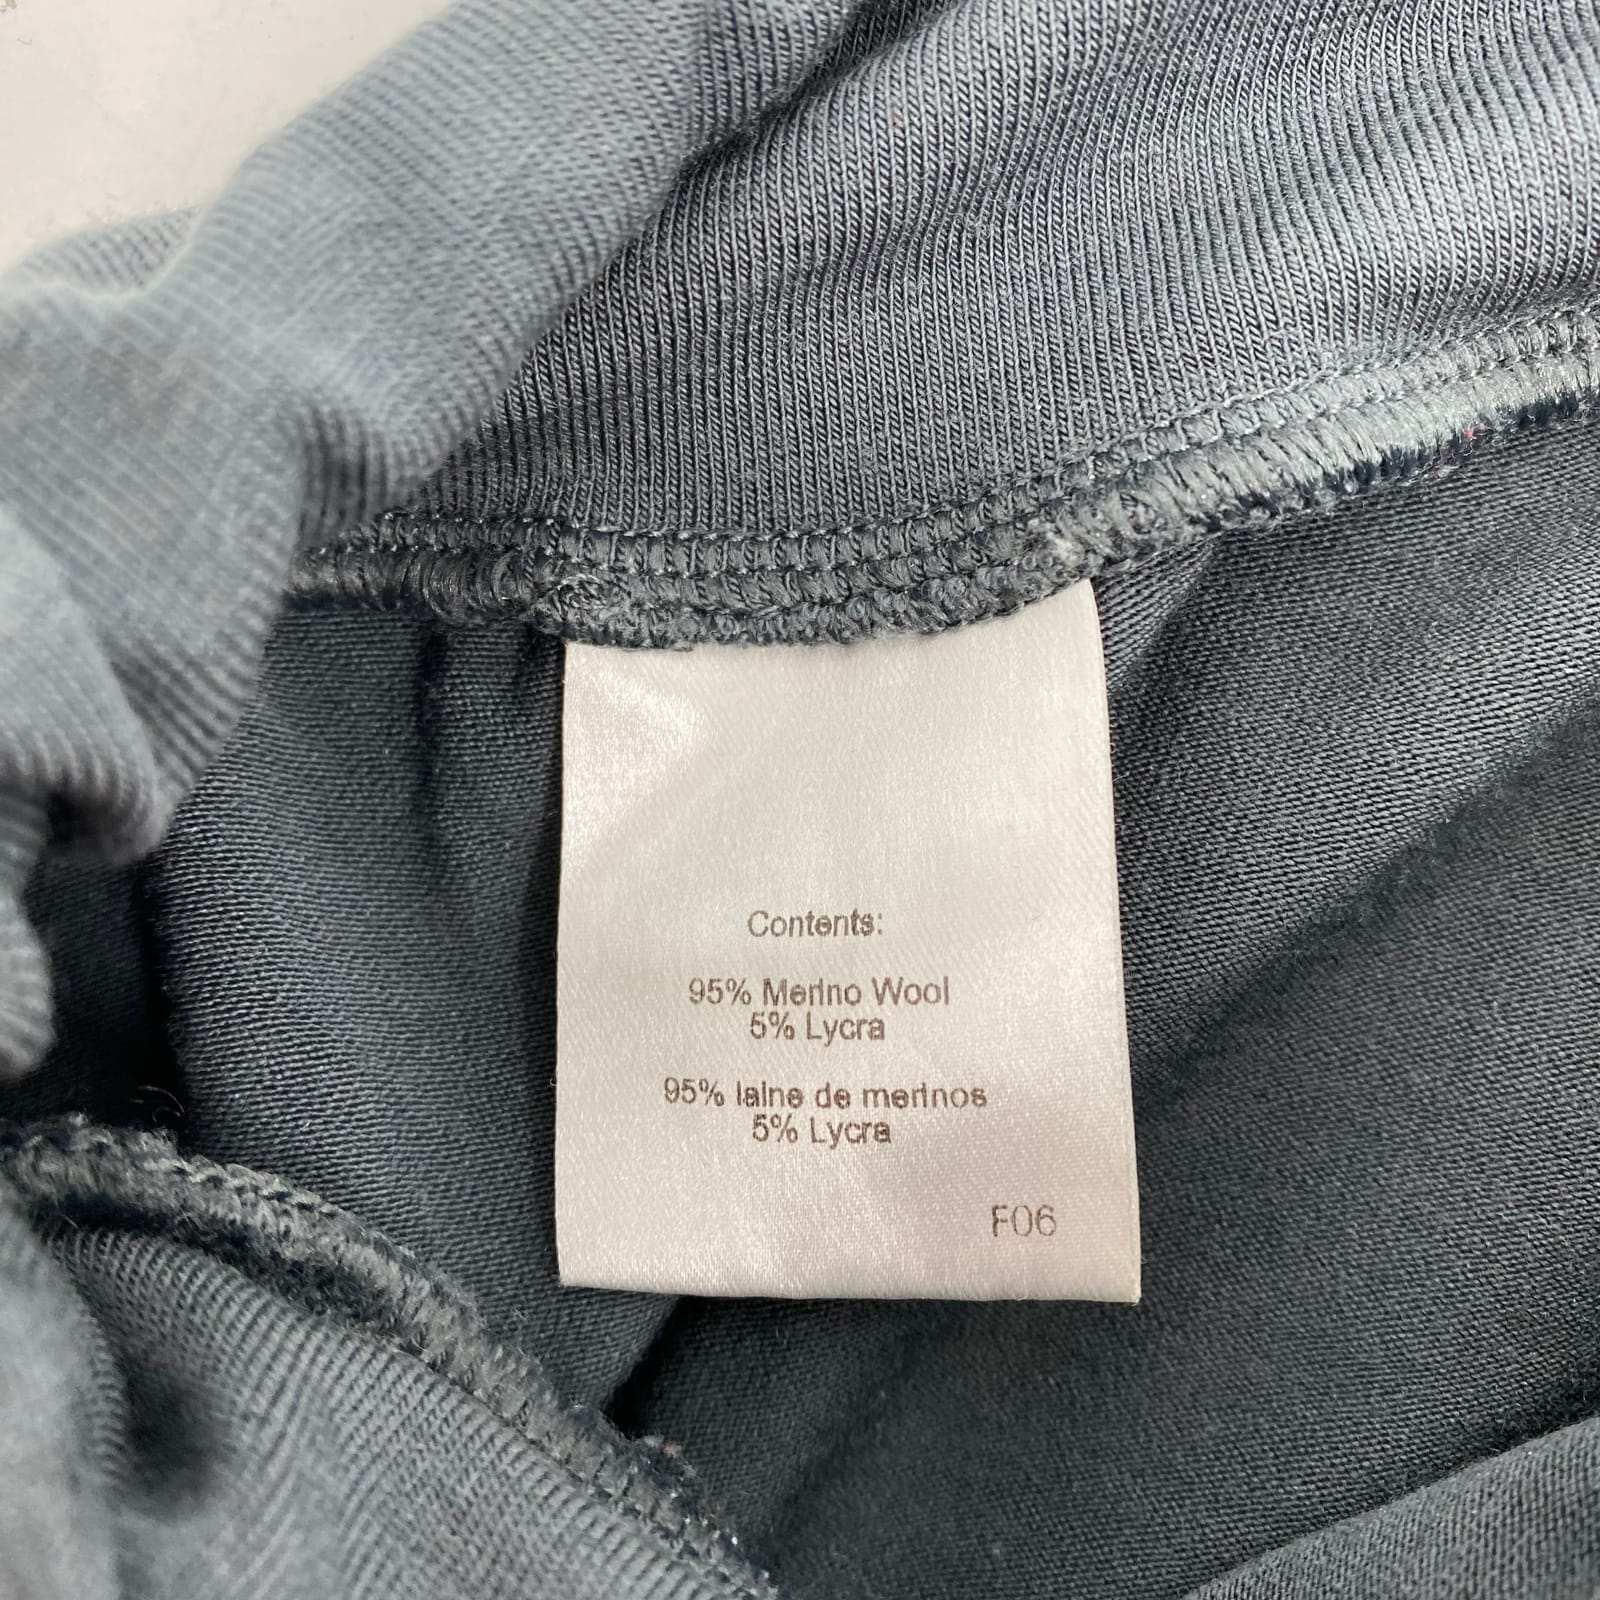 Contents:
95% Merino Wool
5% Lycra
95% laine de merinos
5% Lycra
F06